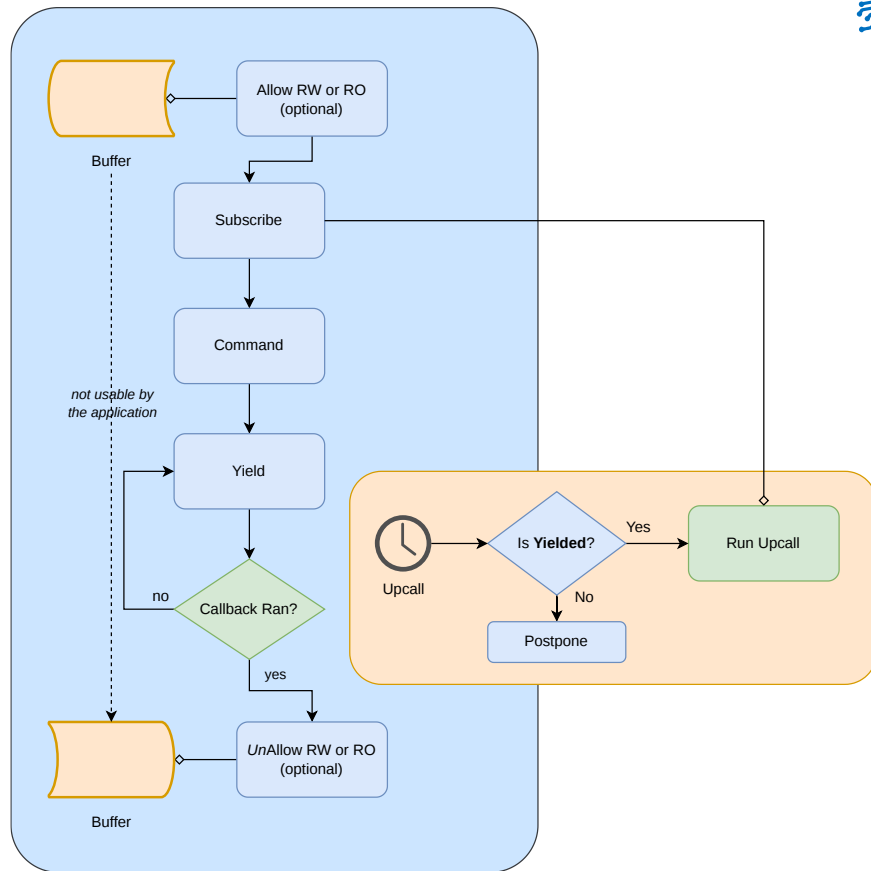 Allow RW or RO
(optional)
Buffer
Subscribe
Command
not usable by
the application
Yield
Is Yielded?
Yes
Run Upcall
Upcall
no
No
Callback Ran?
Postpone
yes
UnAllow RW or RO
(optional)
Buffer